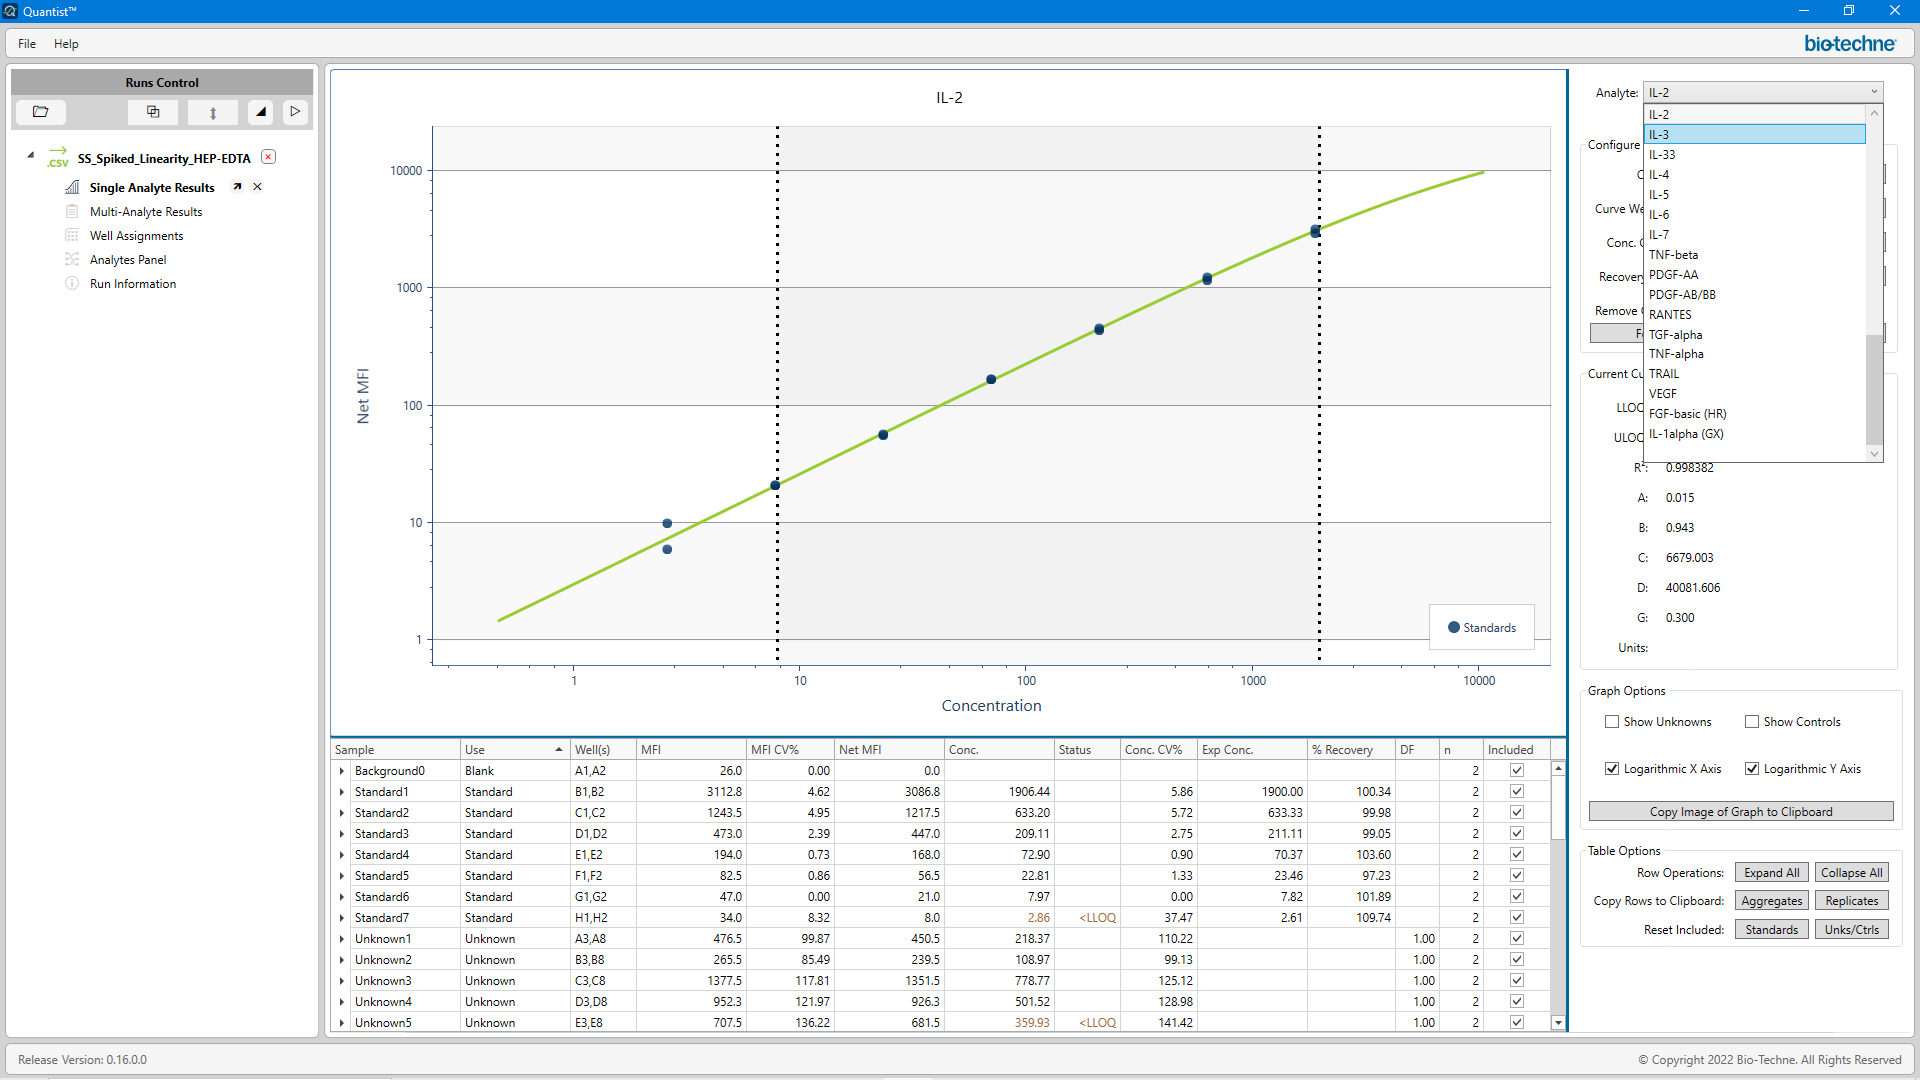 Quantist™
File Help
bio-techne
Runs Control
SS_Spiked_Linearity_HEP-EDTA
.CSV
Single Analyte Results
Multi-Analyte Results
Well Assignments
Analytes Panel
Run Information
IL-2
10000
1000
100
10
1
Net MFI
1 10 100 1000 10000
Concentration
Standards
Analyte: IL-2
IL-2
IL-3
IL-33
IL-4
IL-5
IL-6
IL-7
TNF-beta
PDGF-AA
PDGF-AB/BB
RANTES
TGF-alpha
TNF-alpha
TRAIL
VEGF
FGF-basic (HR)
IL-1alpha (GX)
Configure
Curve We
Conc. C
Recovery
Remove
Current Cu
LLOQ
ULOQ
R²: 0.998382
A: 0.015
B: 0.943
C: 6679.003
D: 40081.606
G: 0.300
Units:
Graph Options
Show Unknowns Show Controls
Logarithmic X Axis Logarithmic Y Axis
Copy Image of Graph to Clipboard
Table Options
Row Operations: Expand All Collapse All
Copy Rows to Clipboard: Aggregates Replicates
Reset Included: Standards Unks/Ctrls
Sample Use Well(s) MFI MFI CV% Net MFI Conc. Status Conc. CV% Exp Conc. % Recovery DF n Included
Background0 Blank A1,A2 26.0 0.00 0.0 2
Standard1 Standard B1,B2 3112.8 4.62 3086.8 1906.44 5.86 1900.00 100.34 2
Standard2 Standard C1,C2 1243.5 4.95 1217.5 633.20 5.72 633.33 99.98 2
Standard3 Standard D1,D2 473.0 2.39 447.0 209.11 2.75 211.11 99.05 2
Standard4 Standard E1,E2 194.0 0.73 168.0 72.90 0.90 70.37 103.60 2
Standard5 Standard F1,F2 82.5 0.86 56.5 22.81 1.33 23.46 97.23 2
Standard6 Standard G1,G2 47.0 0.00 21.0 7.97 0.00 7.82 101.89 2
Standard7 Standard H1,H2 34.0 8.32 8.0 2.86 <LLOQ 37.47 2.61 109.74 2
Unknown1 Unknown A3,A8 476.5 99.87 450.5 218.37 110.22 1.00 2
Unknown2 Unknown B3,B8 265.5 85.49 239.5 108.97 99.13 1.00 2
Unknown3 Unknown C3,C8 1377.5 117.81 1351.5 778.77 125.12 1.00 2
Unknown4 Unknown D3,D8 952.3 121.97 926.3 501.52 128.98 1.00 2
Unknown5 Unknown E3,E8 707.5 136.22 681.5 359.93 <LLOQ 141.42 1.00 2
Release Version: 0.16.0.0
© Copyright 2022 Bio-Techne. All Rights Reserved